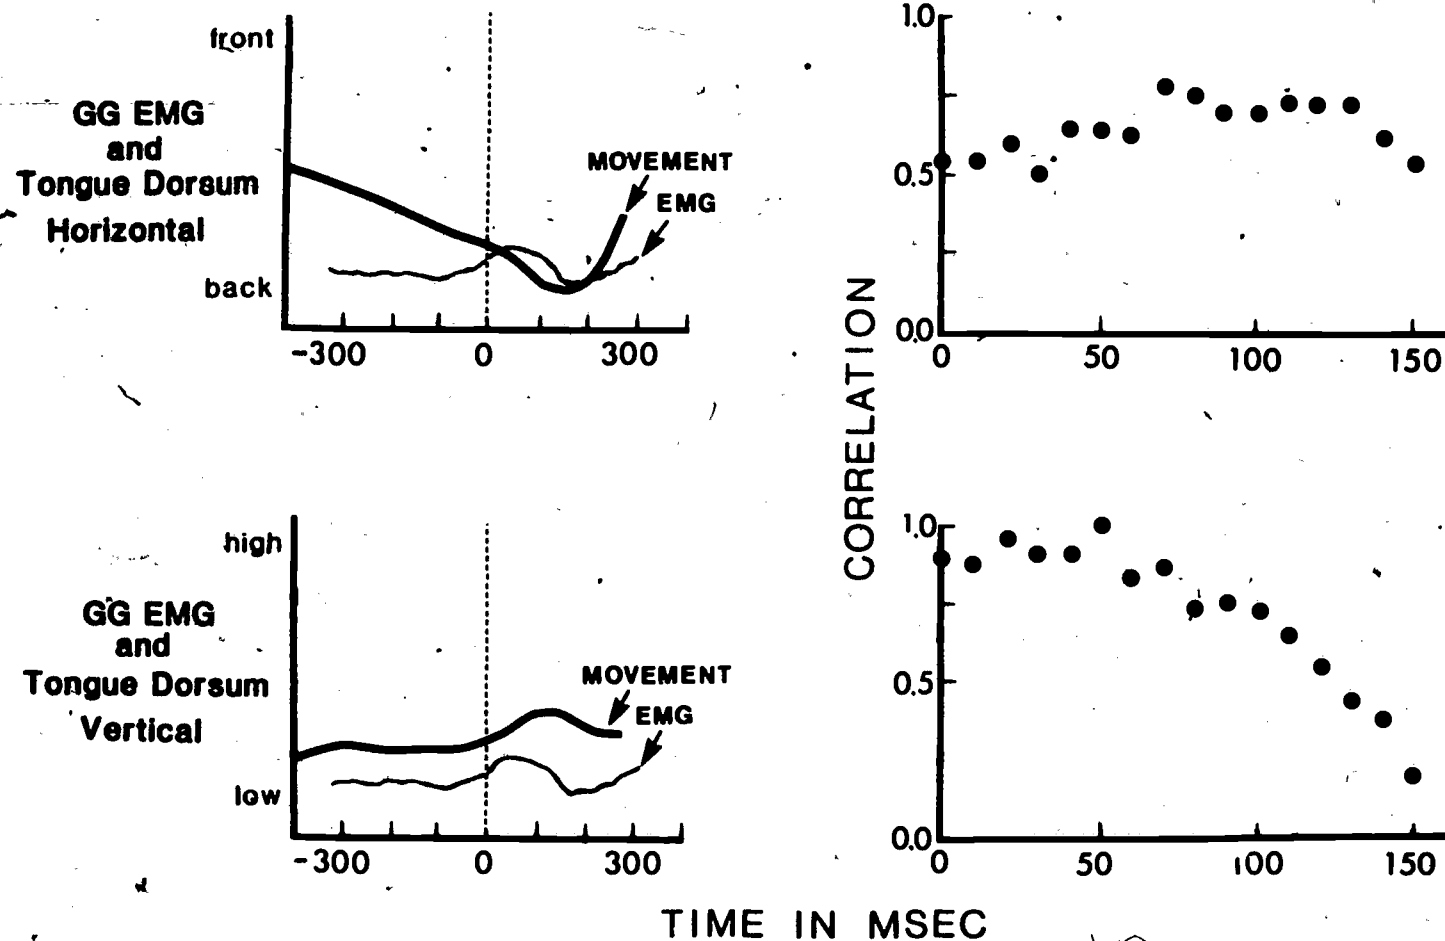 front
GG EMG
and
Tongue Dorsum
Horizontal
back
MOVEMENT
EMG
-300 0 300
1.0
0.5
0.0
0 50 100 150
CORRELATION
high
GG EMG
and
Tongue Dorsum
Vertical
low
MOVEMENT
EMG
-300 0 300
1.0
0.5
0.0
0 50 100 150
TIME IN MSEC